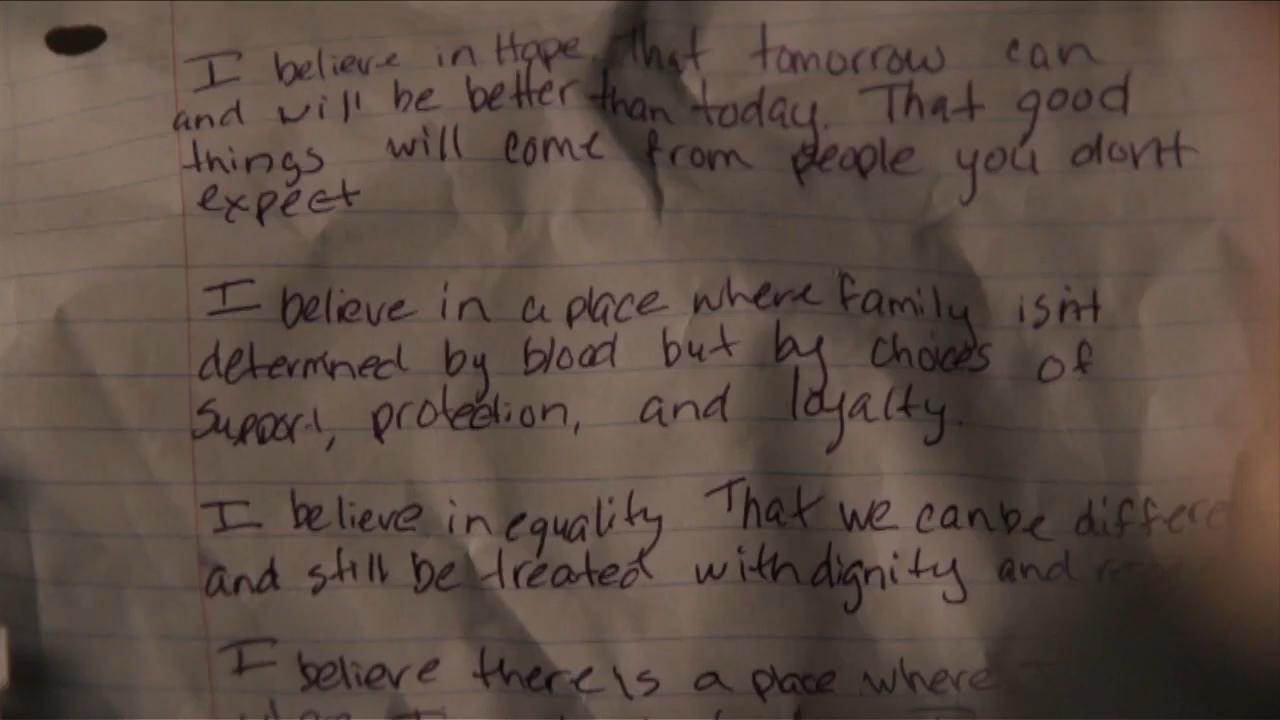 I believe in Hope. That tomorrow can
and will be better than today. That good
things will come from people you don't
expect
I believe in a place where family isn't
determined by blood but by choices of
Support, protection, and loyalty.
I believe in equality That we can be
and still be treated with dignity and
I believe there is a place where